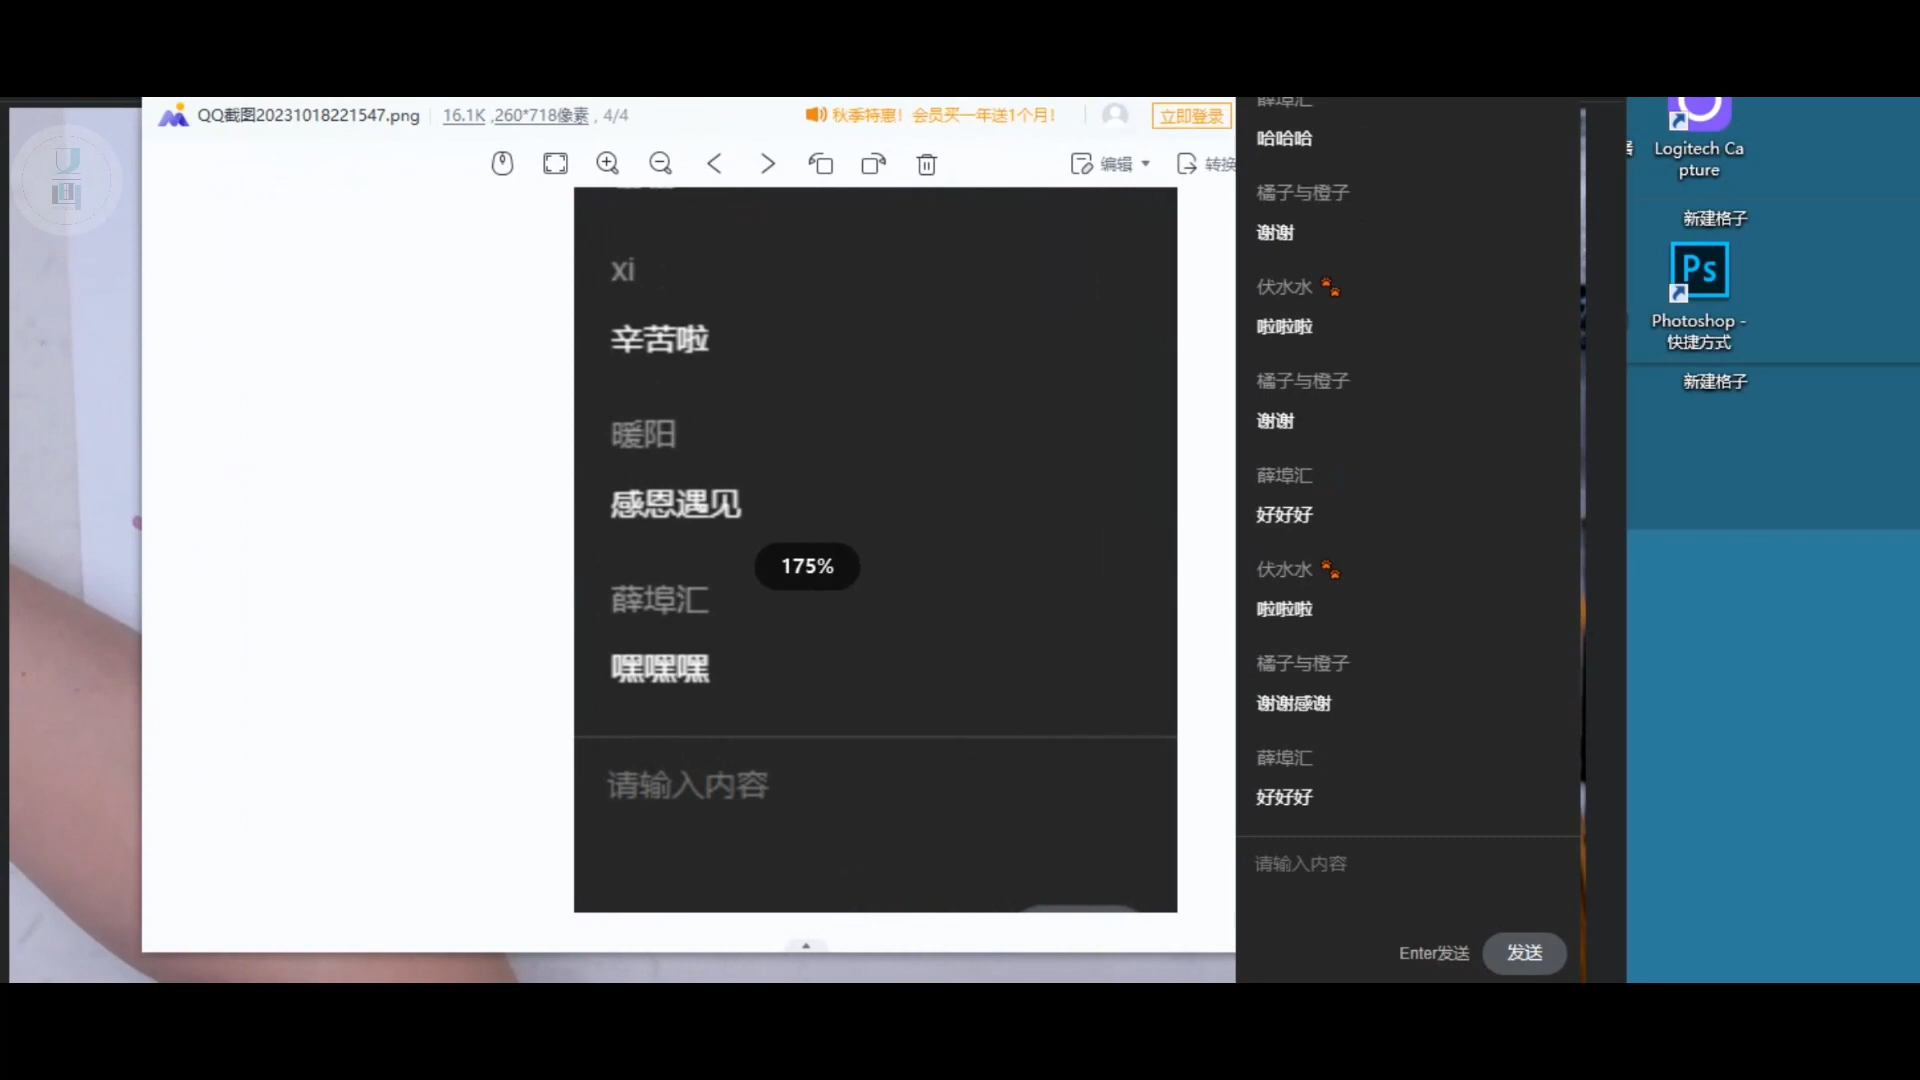 QQ截图20231018221547.png
16.1K ,260*718像素 , 4/4
秋季特惠！会员买一年送1个月！
立即登录
编辑
转换
xi
辛苦啦
暖阳
感恩遇见
175%
薛埠汇
嘿嘿嘿
请输入内容
薛埠汇
哈哈哈
橘子与橙子
谢谢
伏水水
啦啦啦
橘子与橙子
谢谢
薛埠汇
好好好
伏水水
啦啦啦
橘子与橙子
谢谢感谢
薛埠汇
好好好
请输入内容
Enter发送
发送
Logitech Ca
pture
新建格子
Ps
Photoshop -
快捷方式
新建格子